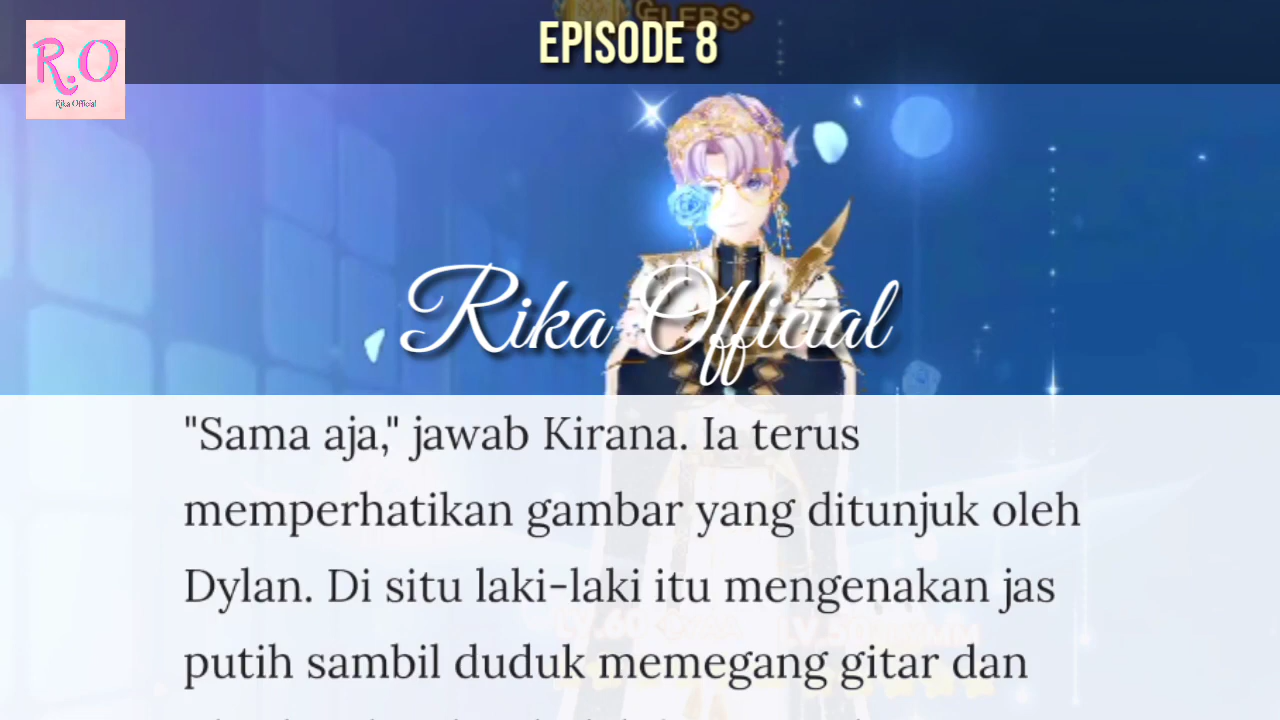 EPISODE 8
R.O
Rika Official
Rika Official
"Sama aja," jawab Kirana. Ia terus
memperhatikan gambar yang ditunjuk oleh
Dylan. Di situ laki-laki itu mengenakan jas
putih sambil duduk memegang gitar dan